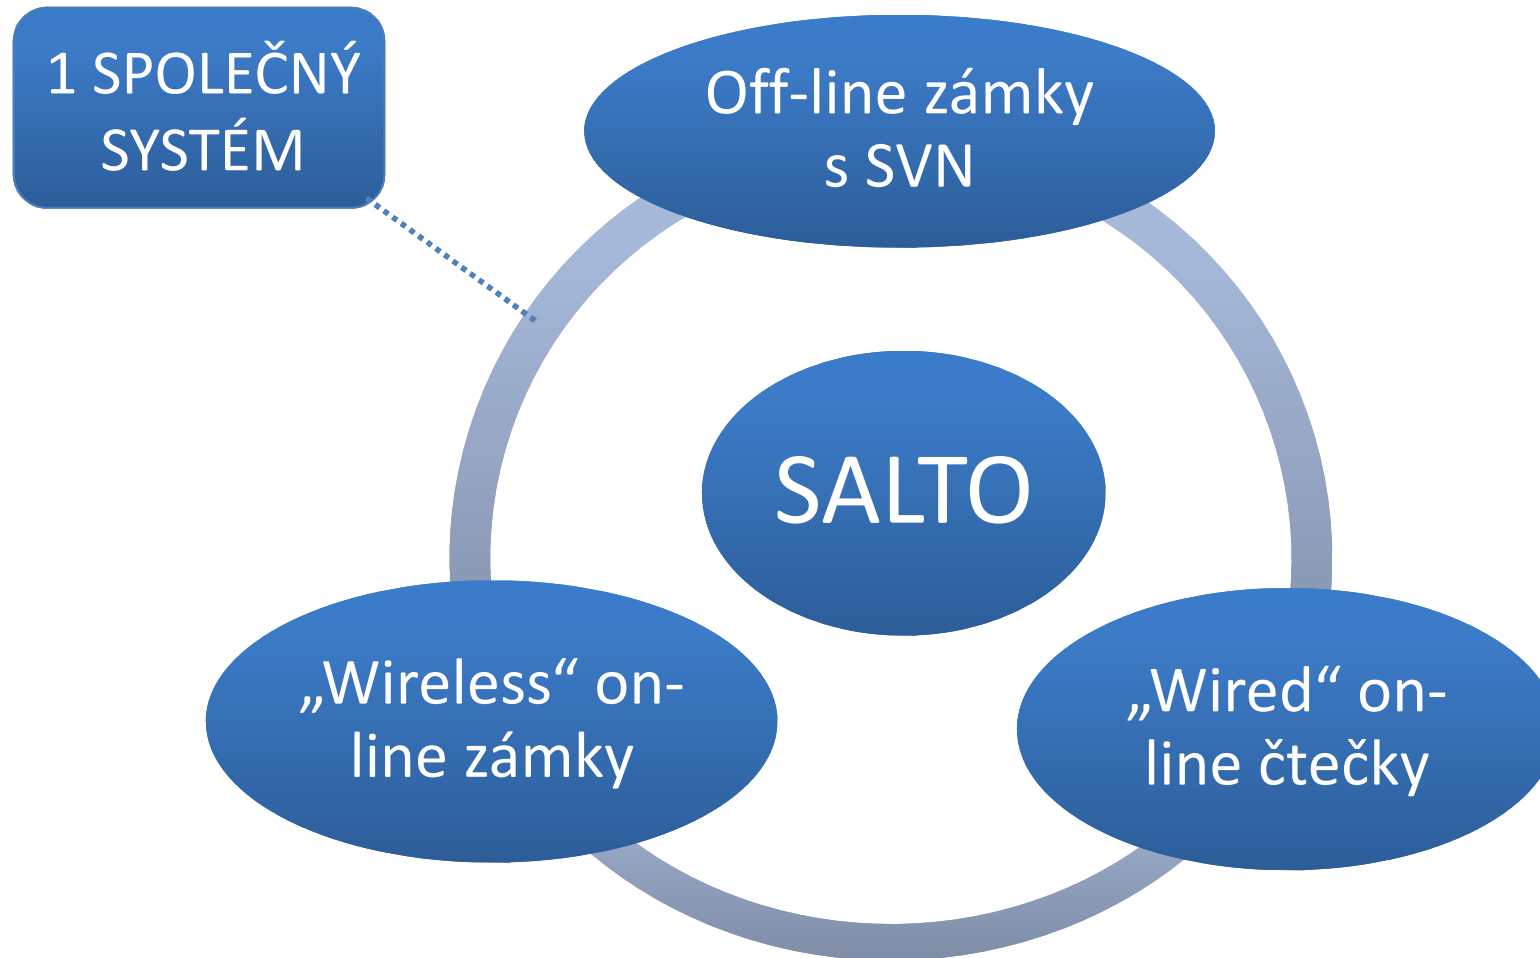 1 SPOLEČNÝ
SYSTÉM
Off-line zámky
s SVN
SALTO
„Wireless“ on-
line zámky
„Wired“ on-
line čtečky